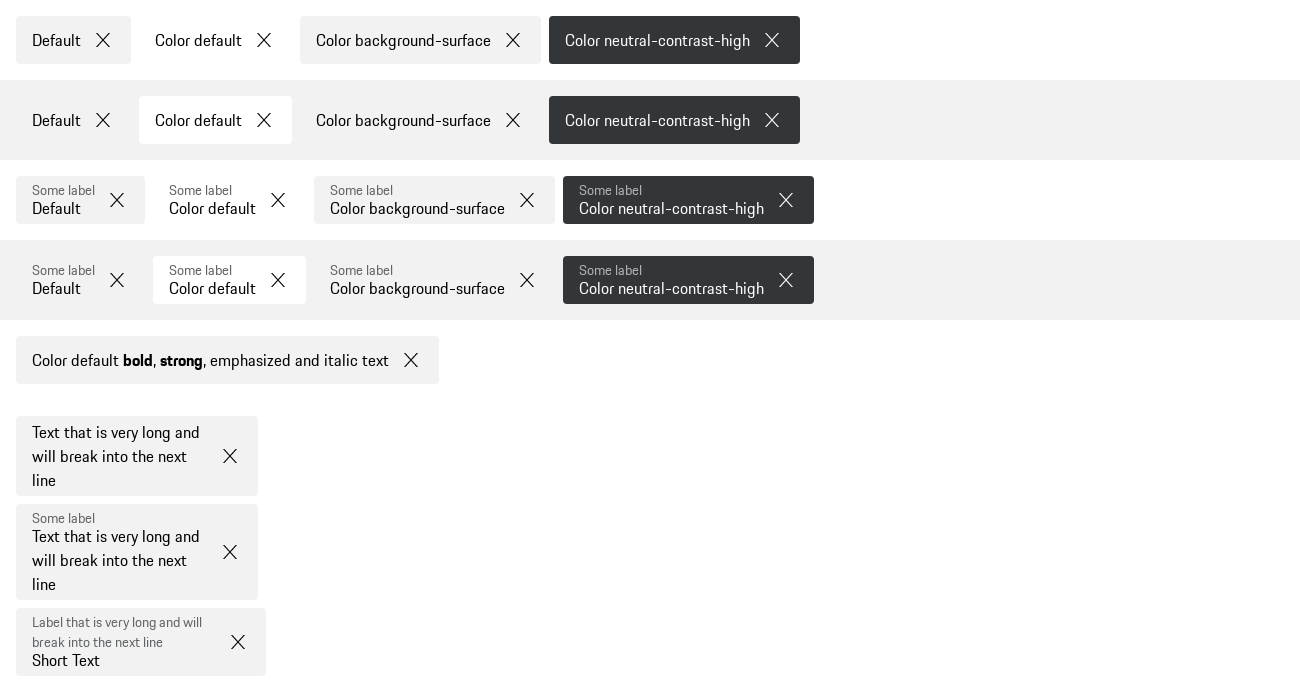 Default Color default Color background-surface Color neutral-contrast-high
Default Color default Color background-surface Color neutral-contrast-high
Some label Some label Some label Some label
Default Color default Color background-surface Color neutral-contrast-high
Some label Some label Some label Some label
Default Color default Color background-surface Color neutral-contrast-high
Color default bold, strong, emphasized and italic text
Text that is very long and
will break into the next
line
Some label
Text that is very long and
will break into the next
line
Label that is very long and will
break into the next line
Short Text